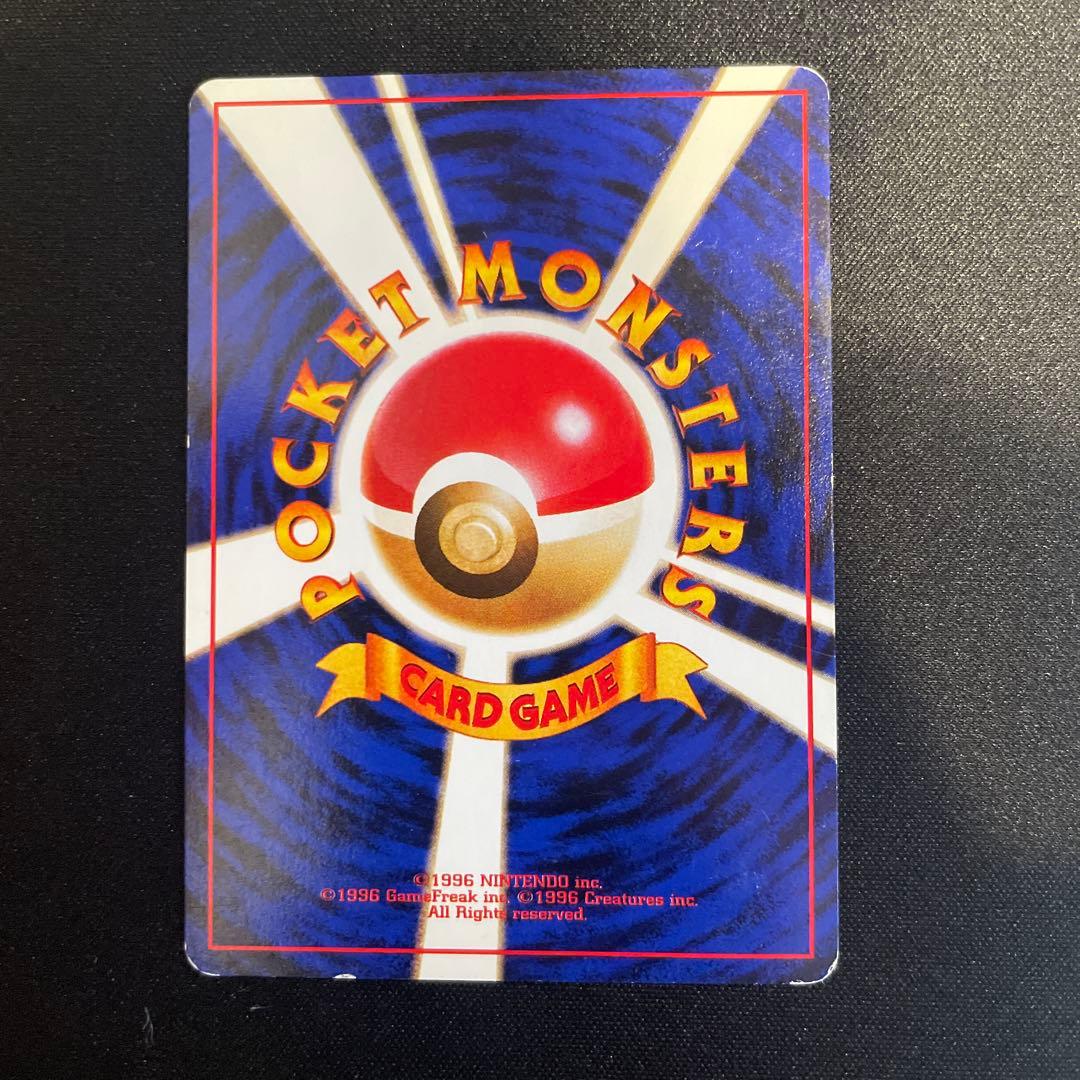 POCKET MONSTERS
CARD GAME
©1996 NINTENDO inc.
©1996 GameFreak inc. ©1996 Creatures inc.
All Rights reserved.